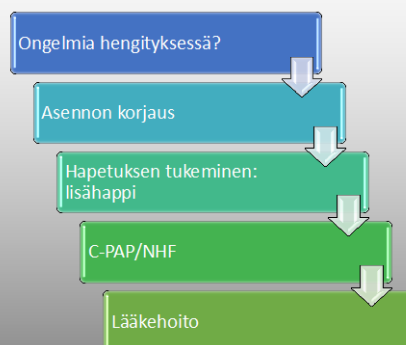 Ongelmia hengityksessä?
Asennon korjaus
Hapetuksen tukeminen:
lisähappi
C-PAP/NHF
Lääkehoito